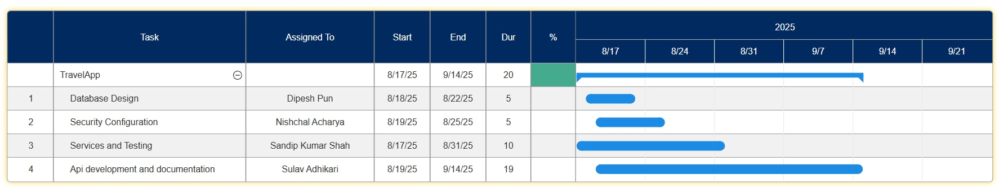 Task Assigned To Start End Dur % 2025
8/17 8/24 8/31 9/7 9/14 9/21
TravelApp 8/17/25 9/14/25 20
1 Database Design Dipesh Pun 8/18/25 8/22/25 5
2 Security Configuration Nishchal Acharya 8/19/25 8/25/25 5
3 Services and Testing Sandip Kumar Shah 8/17/25 8/31/25 10
4 Api development and documentation Sulav Adhikari 8/19/25 9/14/25 19